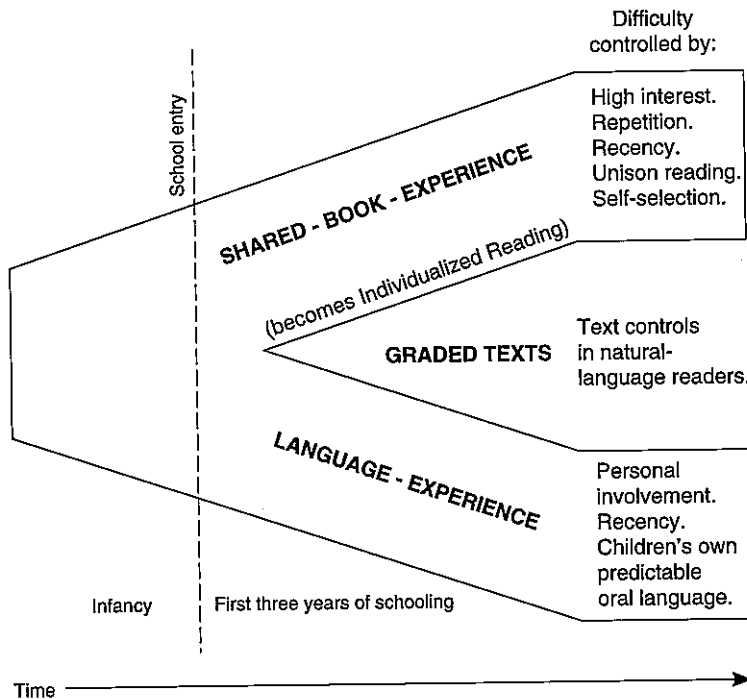 Difficulty
controlled by:
School entry
High interest.
Repetition.
Recency.
Unison reading.
Self-selection.
SHARED - BOOK - EXPERIENCE
(becomes Individualized Reading)
GRADED TEXTS
Text controls
in natural-
language readers.
LANGUAGE - EXPERIENCE
Personal
involvement.
Recency.
Children's own
predictable
oral language.
Infancy
First three years of schooling
Time